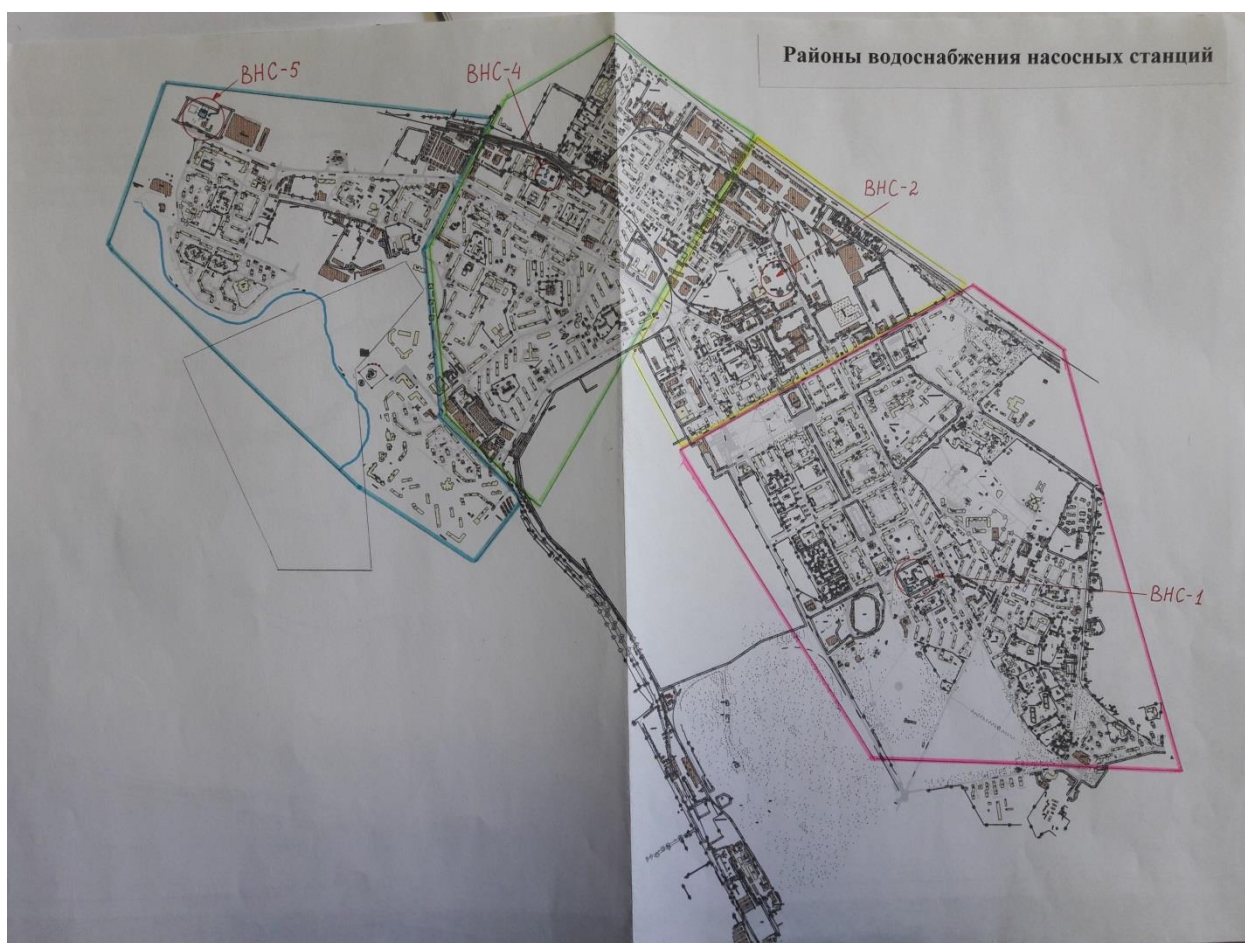 Районы водоснабжения насосных станций
ВНС-5
ВНС-4
ВНС-2
ВНС-1